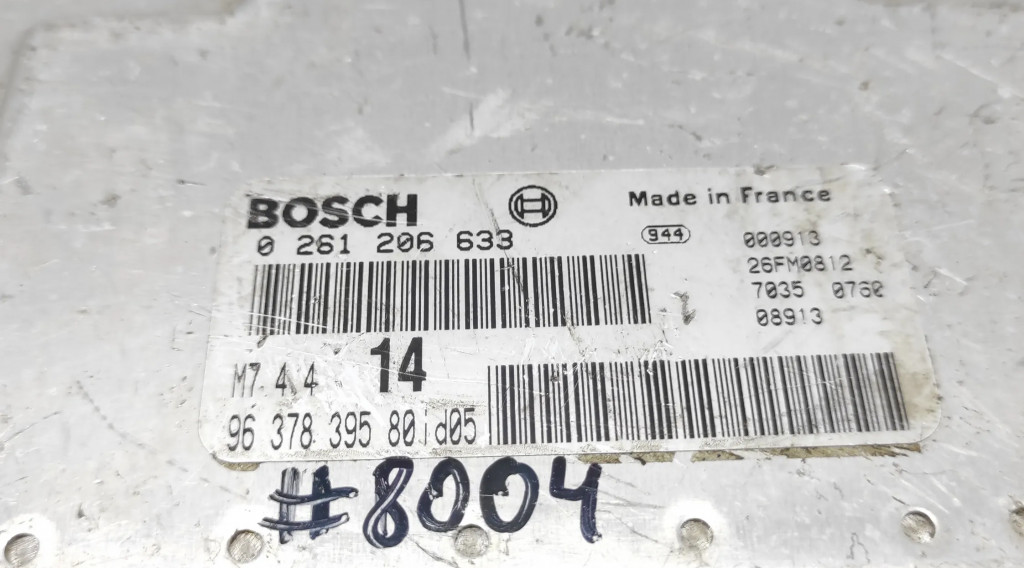 BOSCH
Made in France
0 261 206 633
944
000913
26FM0812
7035 0760
08913
M7.4.4
14
96 378 395 80 id05
#8004